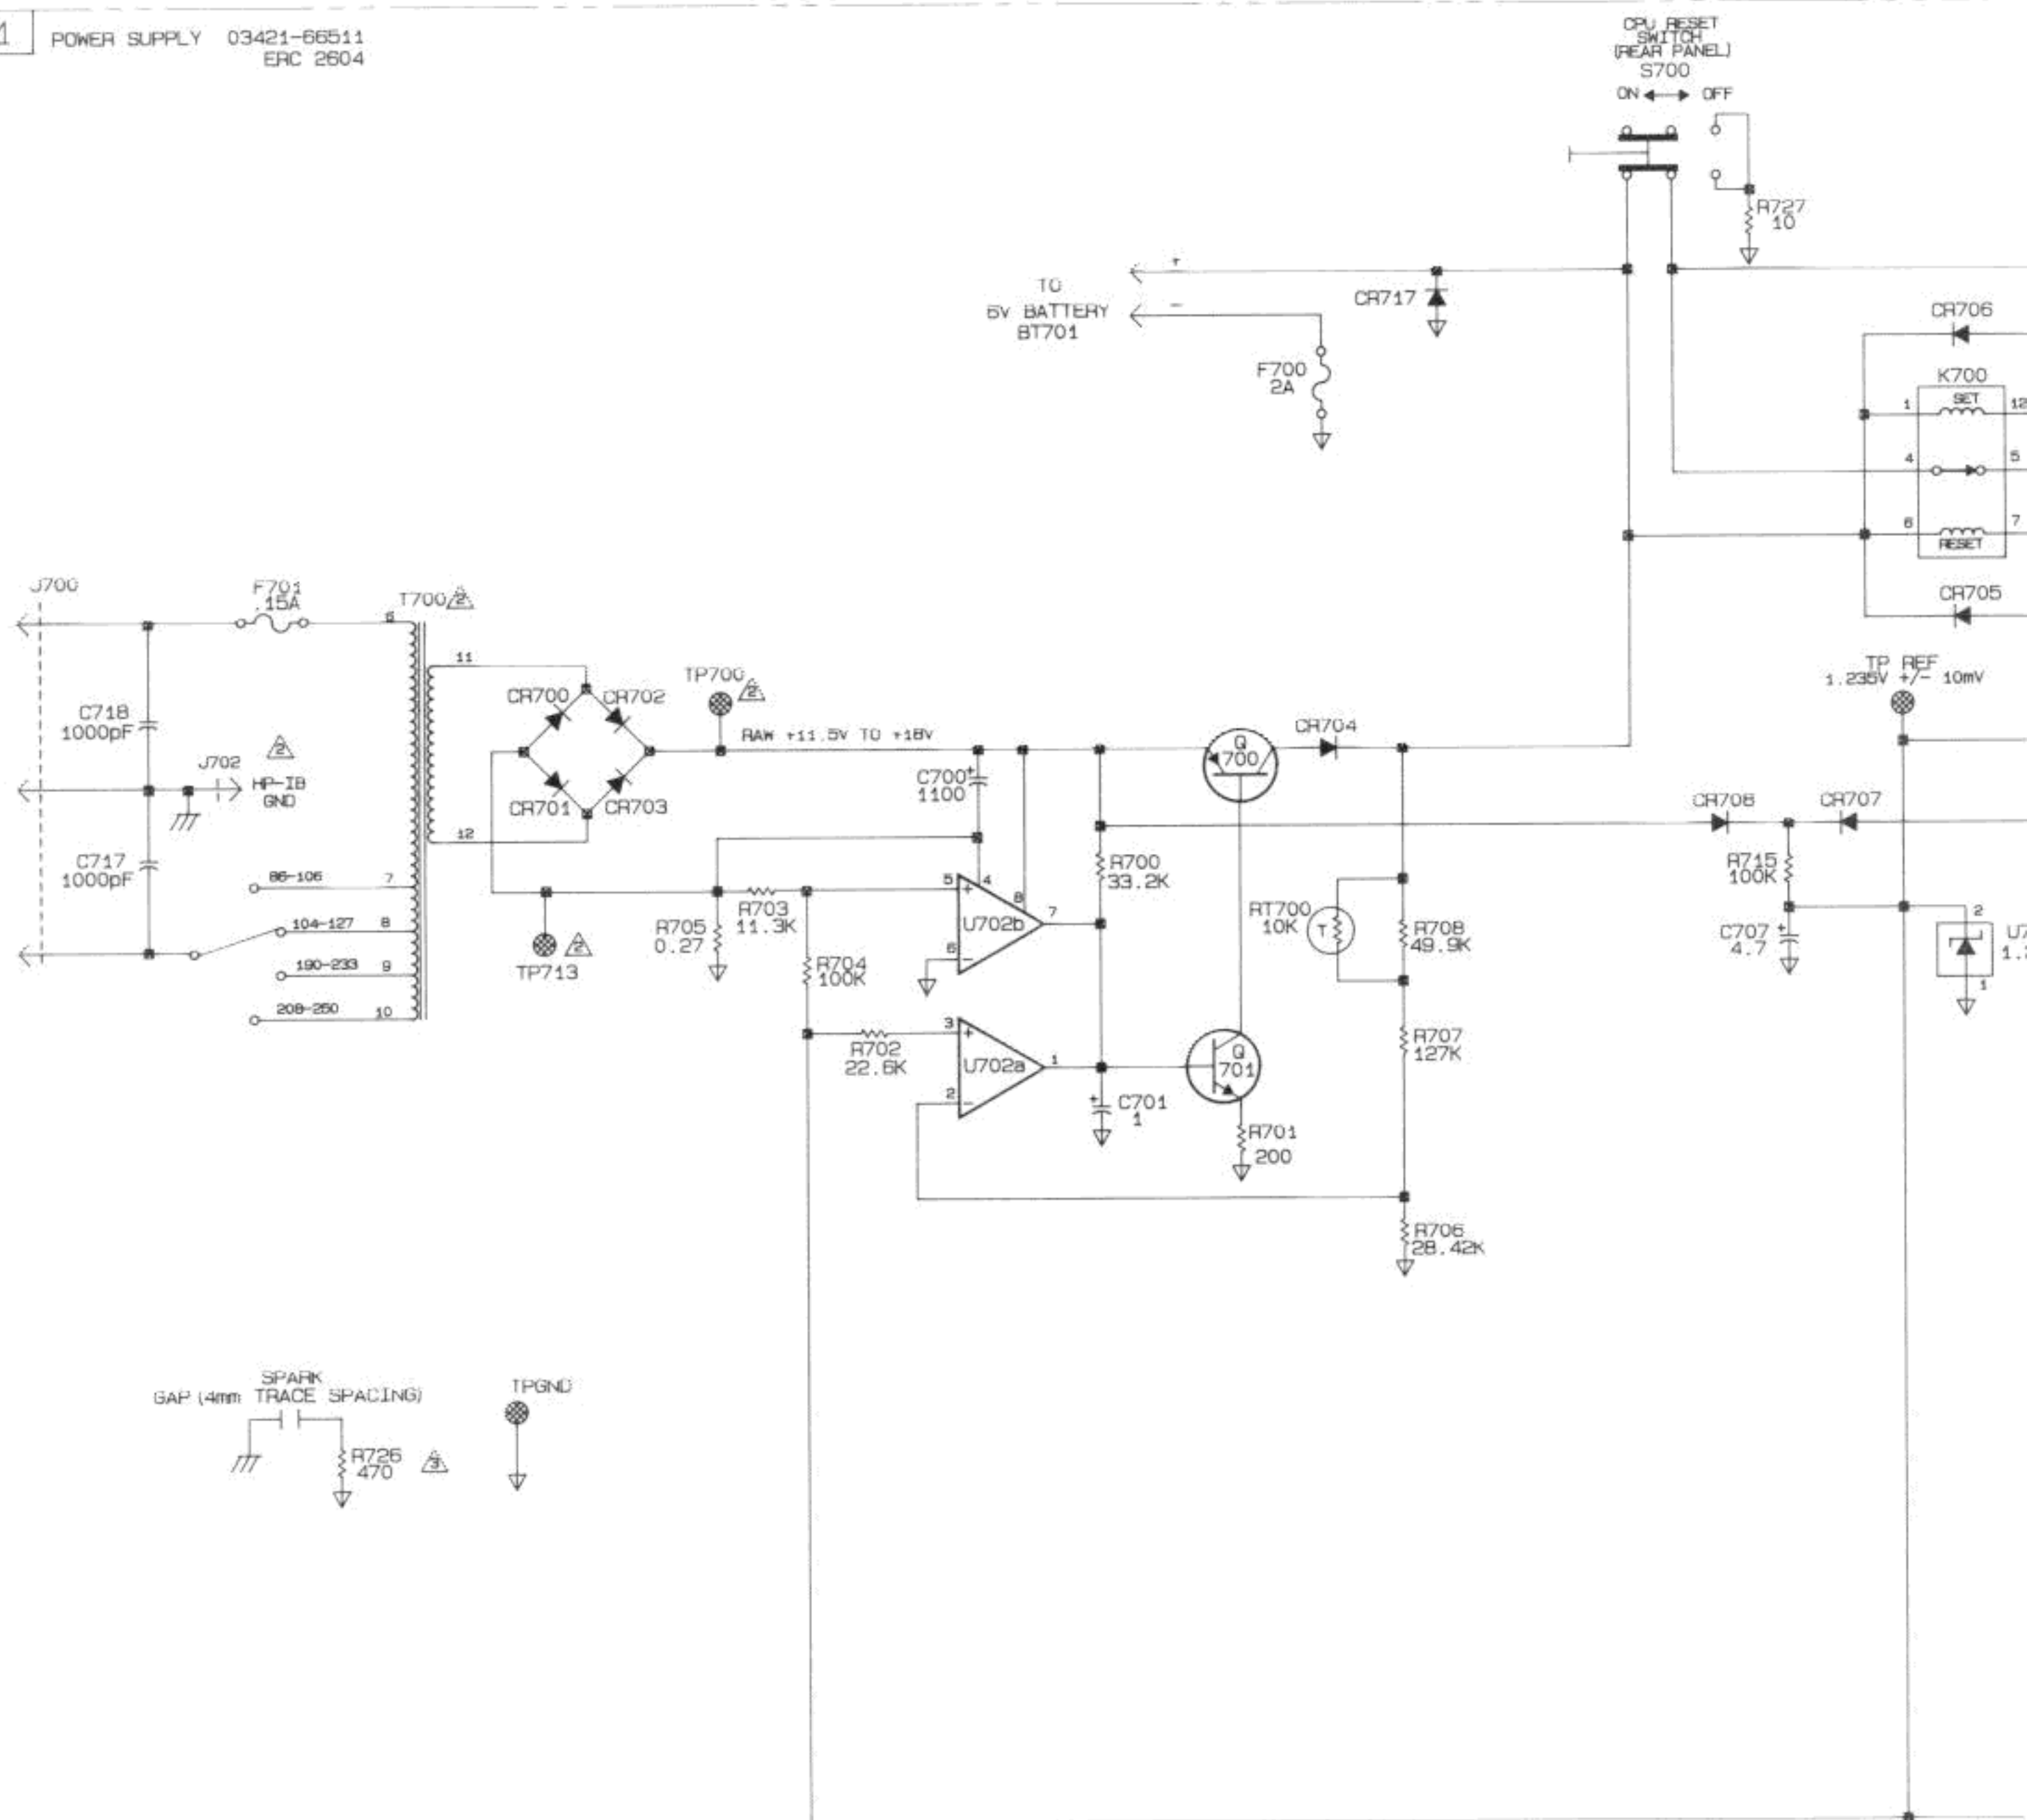 1
POWER SUPPLY 03421-66511
ERC 2604
CPU RESET
SWITCH
(REAR PANEL)
S700
ON OFF
R727
10
TO
6V BATTERY
BT701
+
-
CR717
F700
2A
CR706
K700
SET
1
12
4
5
6
7
RESET
CR705
J700
F701
.15A
T700 2
6
11
C718
1000pF
2
J702
HP-IB
GND
C717
1000pF
12
86-106
7
104-127
8
190-233
9
208-250
10
CR700
CR702
CR701
CR703
TP700 2
RAW +11.5V TO +18V
TP713 2
C700 +
1100
R705
0.27
R703
11.3K
R704
100K
5
+
4
8
7
U702b
6
-
R700
33.2K
R702
22.6K
3
+
U702a
1
2
-
+ C701
1
Q
700
CR704
Q
701
R701
200
RT700
10K
T
R708
49.9K
R707
127K
R706
28.42K
TP REF
1.235V +/- 10mV
CR708
CR707
R715
100K
C707 +
4.7
2
1
SPARK
GAP (4mm TRACE SPACING)
R726
470
3
TPGND